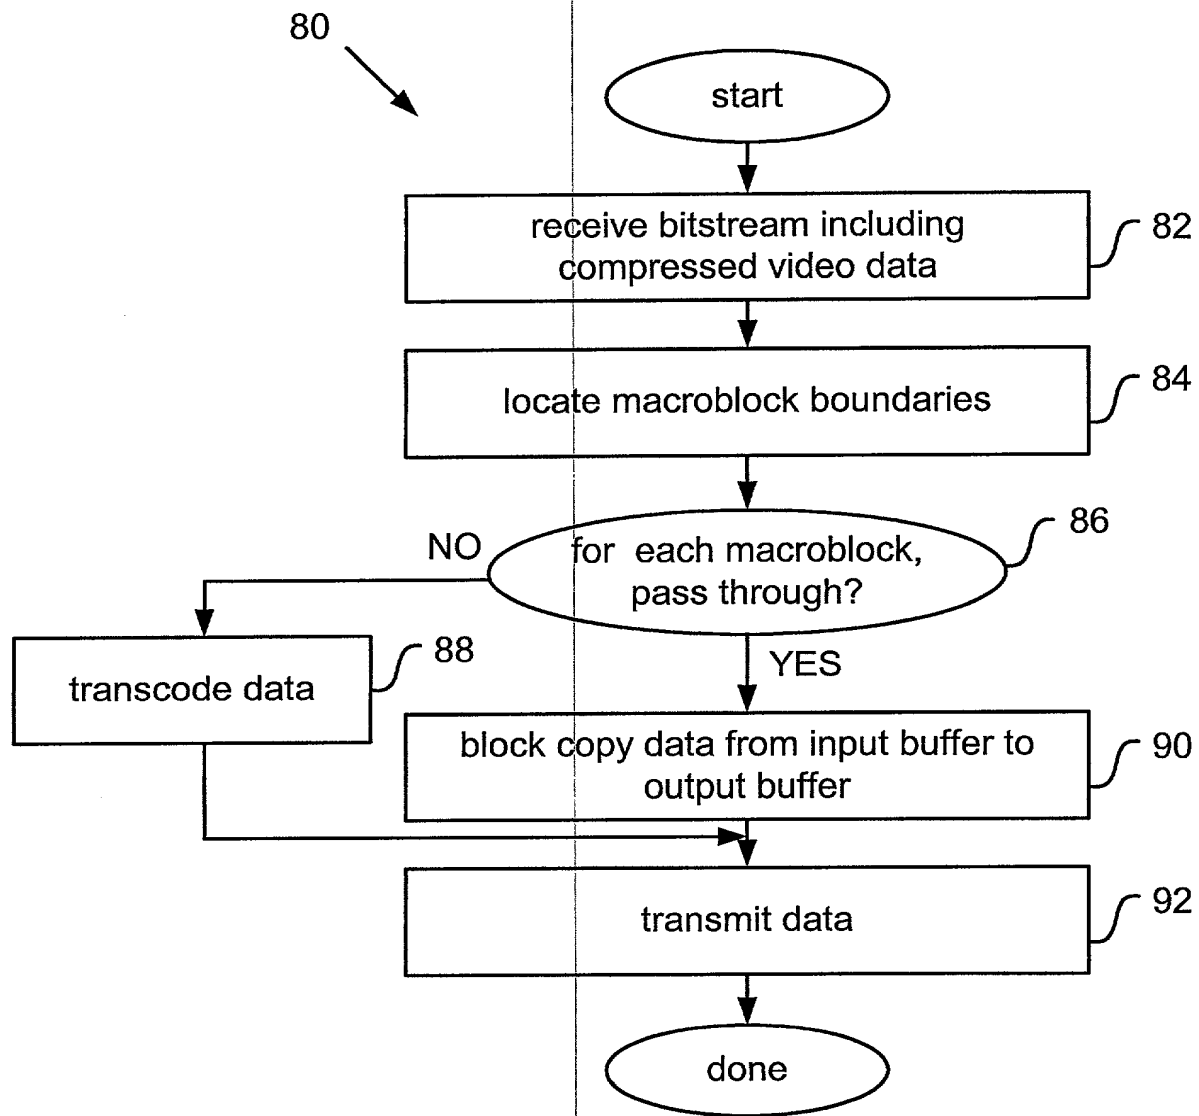 80
start
receive bitstream including
compressed video data
82
locate macroblock boundaries
84
for each macroblock,
pass through?
86
NO
YES
transcode data
88
block copy data from input buffer to
output buffer
90
transmit data
92
done